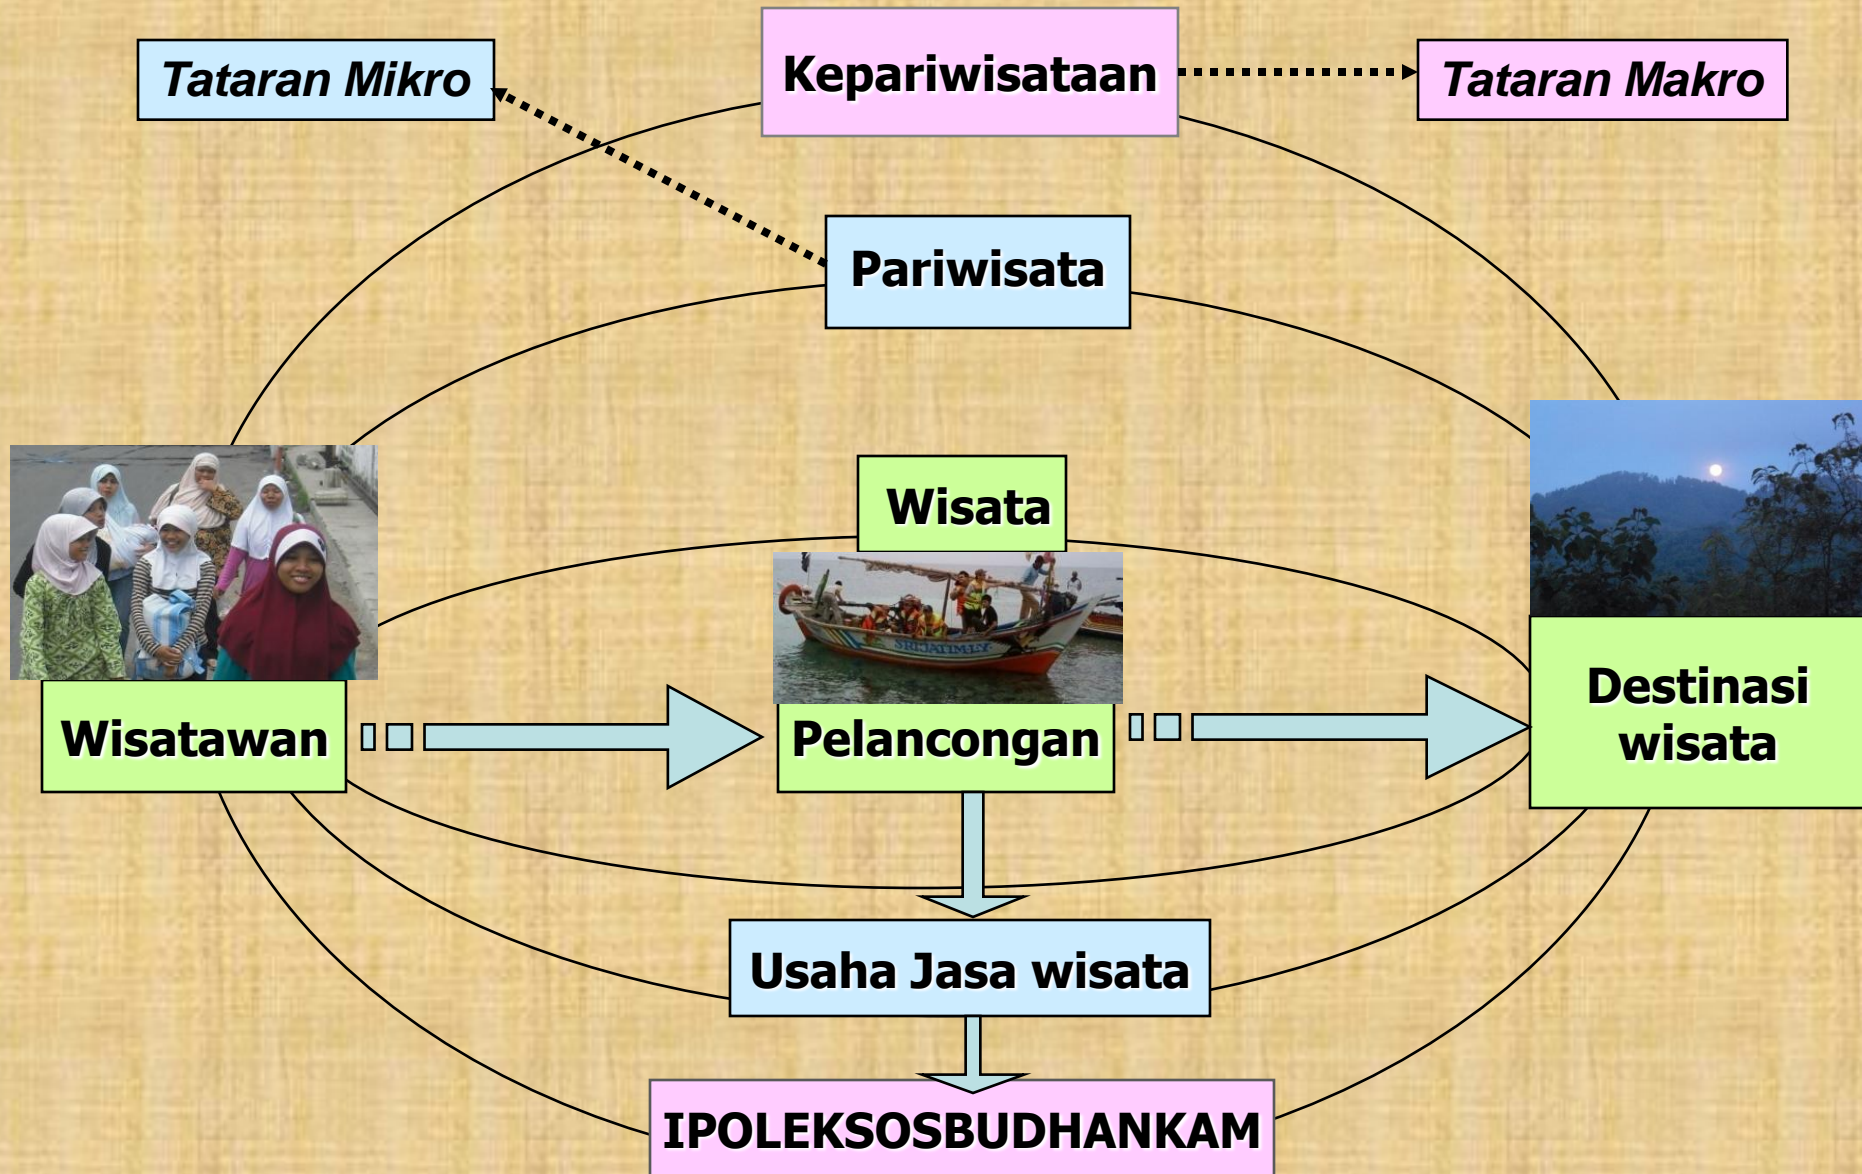 Kepariwisataan
Tataran Mikro
Tataran Makro
Pariwisata
Wisata
Wisatawan
Pelancongan
Destinasi
wisata
Usaha Jasa wisata
IPOLEKSOSBUDHANKAM